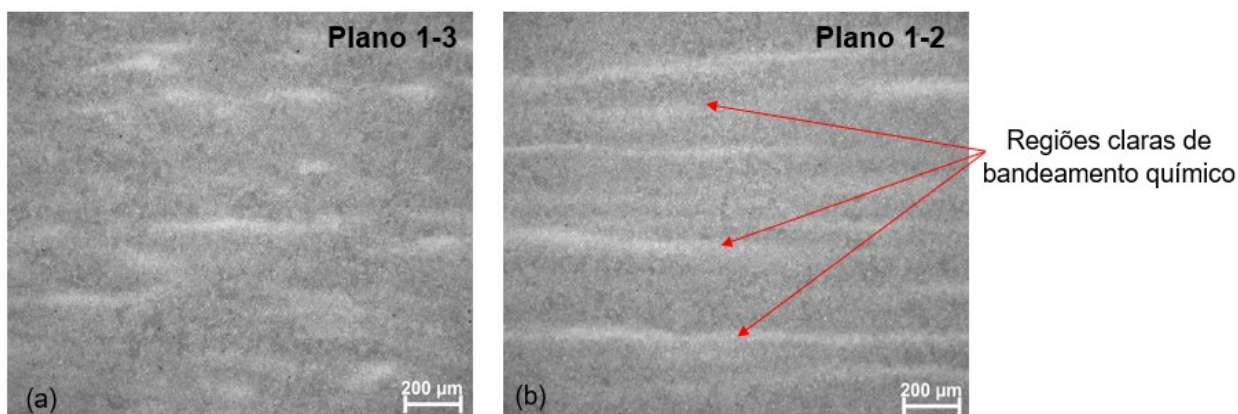 Plano 1-3
(a)
200 µm
Plano 1-2
(b)
200 µm
Regiões claras de
bandeamento químico